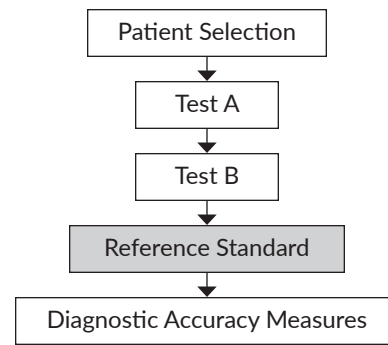 Patient Selection
Test A
Test B
Reference Standard
Diagnostic Accuracy Measures